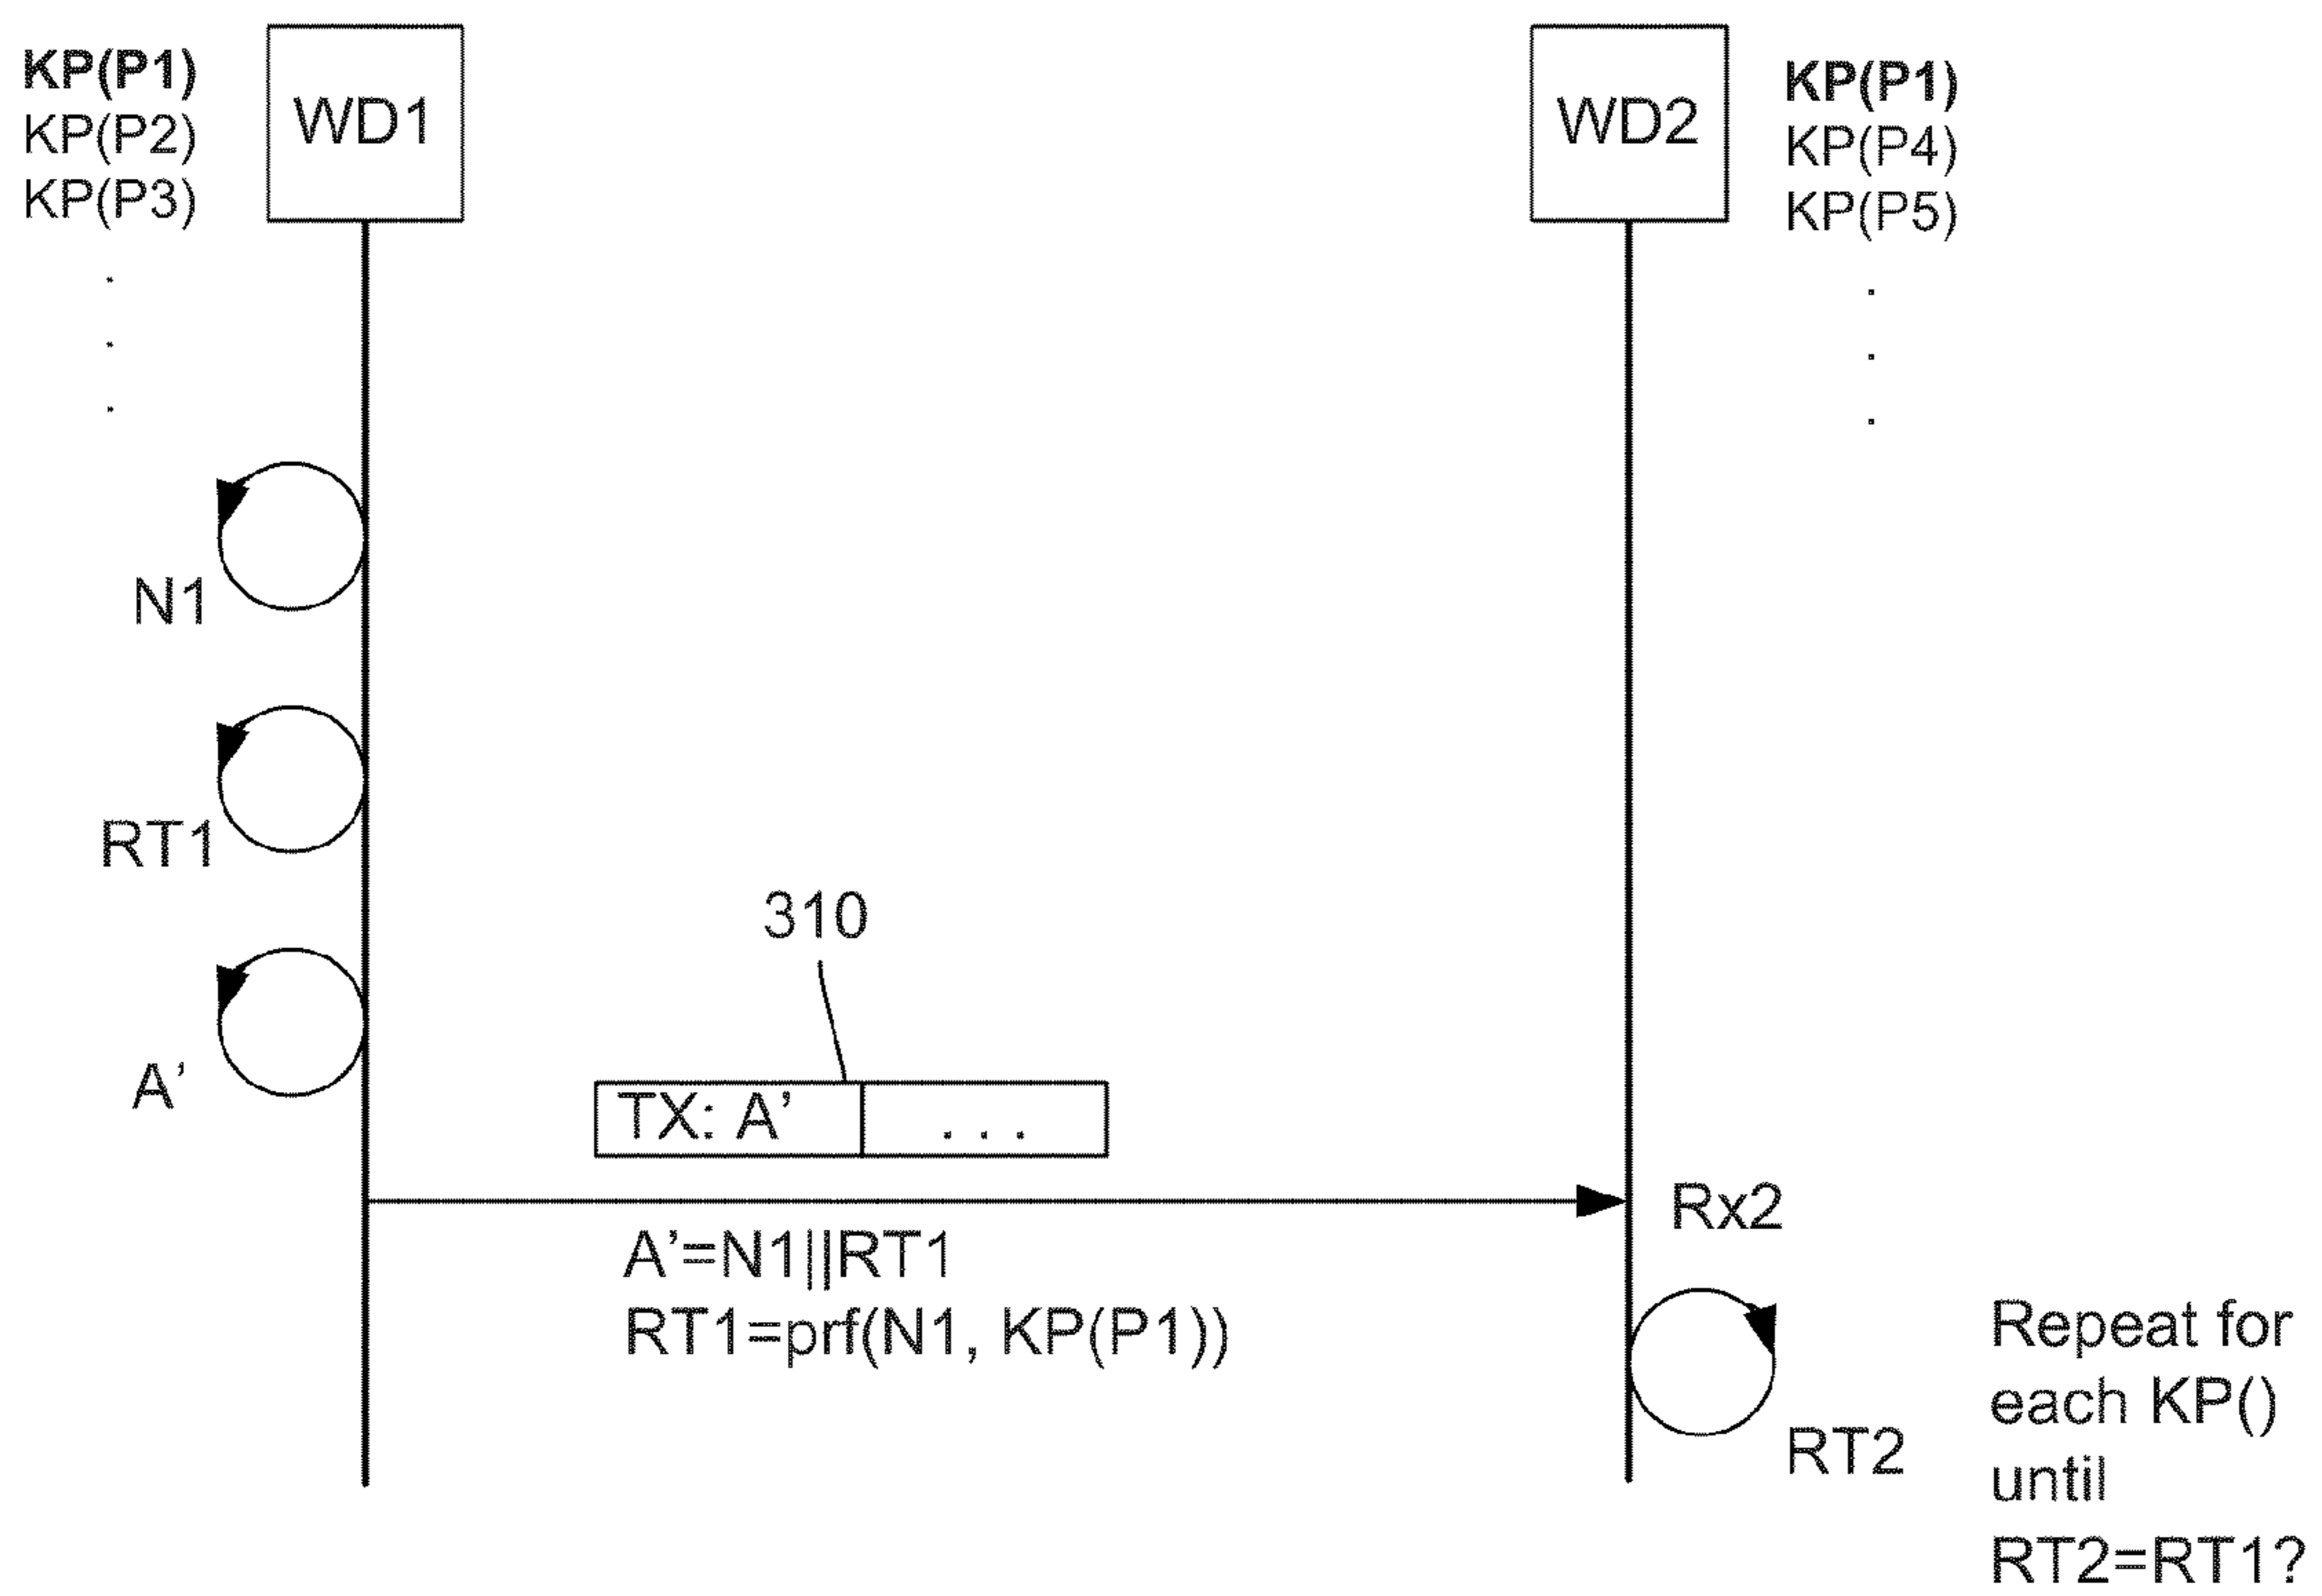 KP(P1)
KP(P2)
KP(P3)
.
.
.
WD1
WD2
KP(P1)
KP(P4)
KP(P5)
.
.
.
N1
RT1
A’
310
TX: A’
. . .
A’=N1||RT1
RT1=prf(N1, KP(P1))
Rx2
RT2
Repeat for
each KP()
until
RT2=RT1?